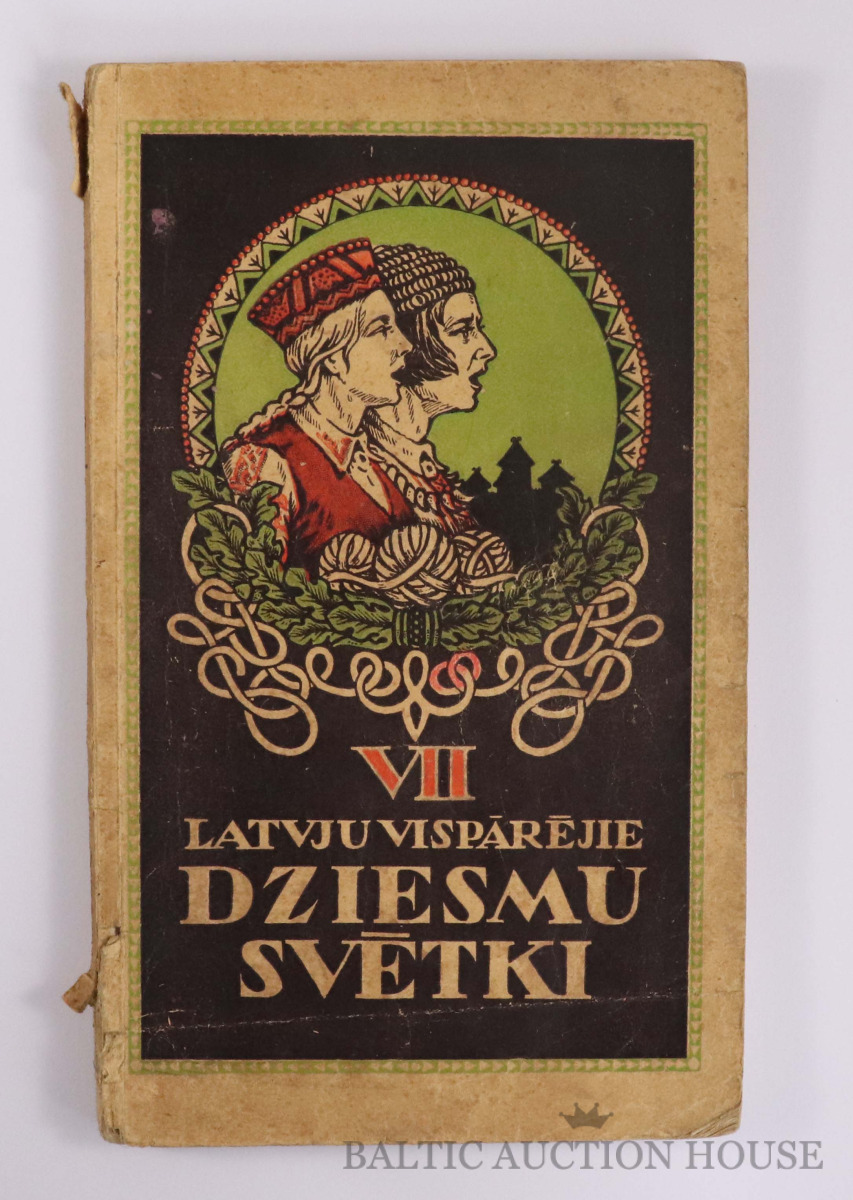 VII
LATVJU VISPĀRĒJIE
DZIESMU
SVĒTKI
BALTIC AUCTION HOUSE